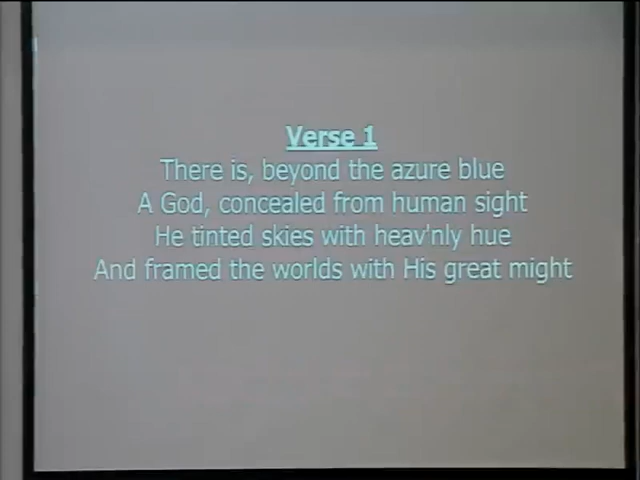 Verse 1
There is, beyond the azure blue
A God, concealed from human sight
He tinted skies with heav'nly hue
And framed the worlds with His great might